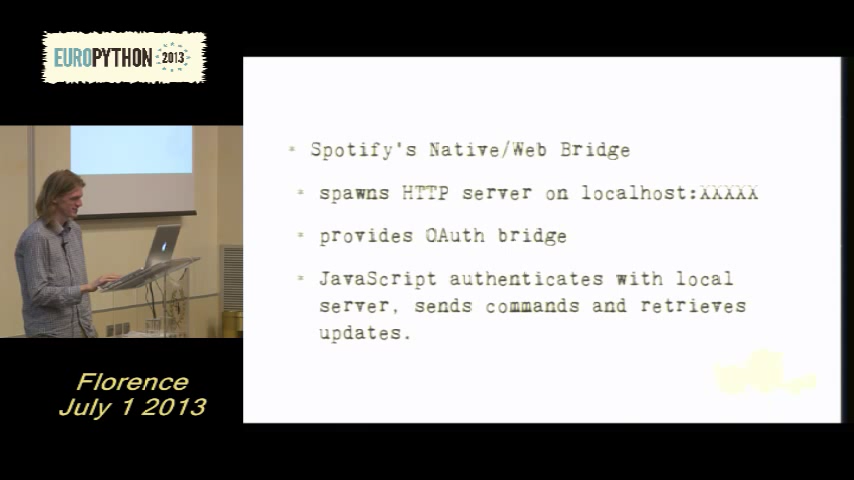 EUROPYTHON 2013
* Spotify's Native/Web Bridge
* spawns HTTP server on localhost:XXXXX
* provides OAuth bridge
* JavaScript authenticates with local
server, sends commands and retrieves
updates.
Florence
July 1 2013